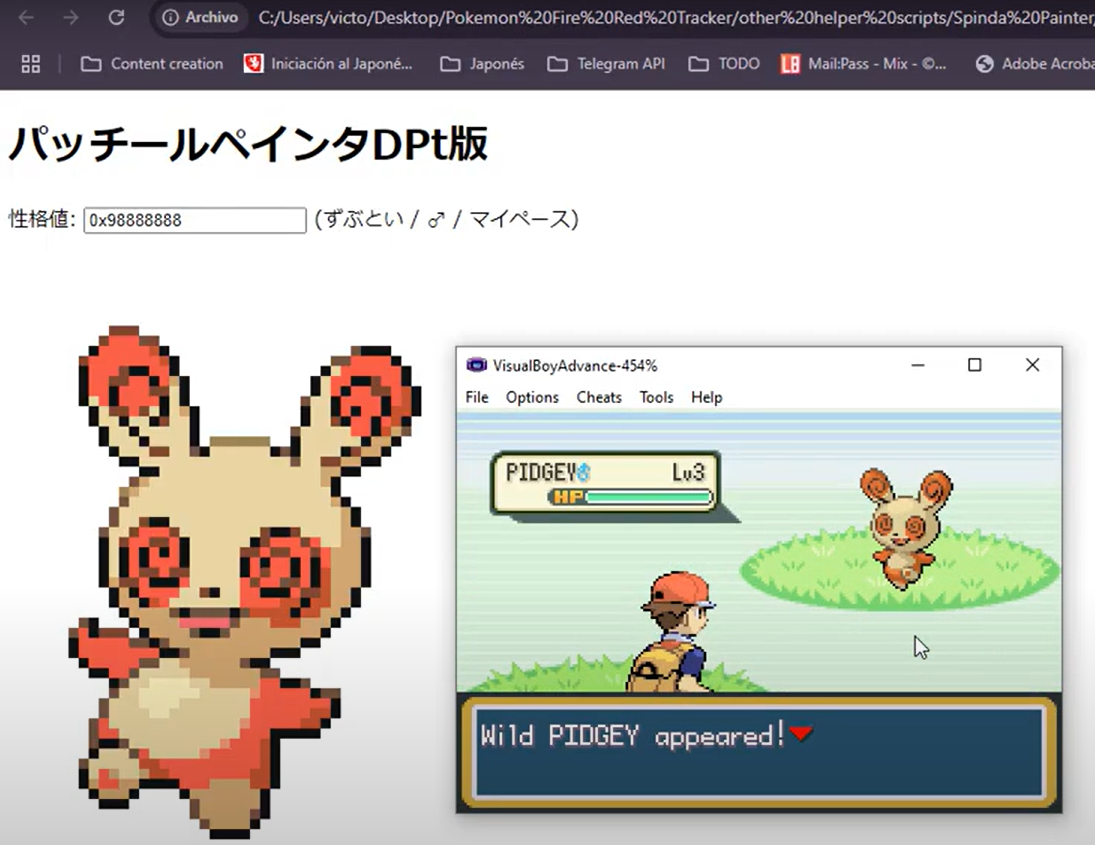 Archivo C:/Users/victo/Desktop/Pokemon%20Fire%20Red%20Tracker/other%20helper%20scripts/Spinda%20Painter/
Content creation Iniciación al Japoné... Japonés Telegram API TODO Mail:Pass - Mix - ©... Adobe Acroba
パッチールペインタDPt版
性格値: 0x98888888 (ずぶとい / ♂ / マイペース)
VisualBoyAdvance-454%
File Options Cheats Tools Help
PIDGEY♂ Lv3
HP
Wild PIDGEY appeared!